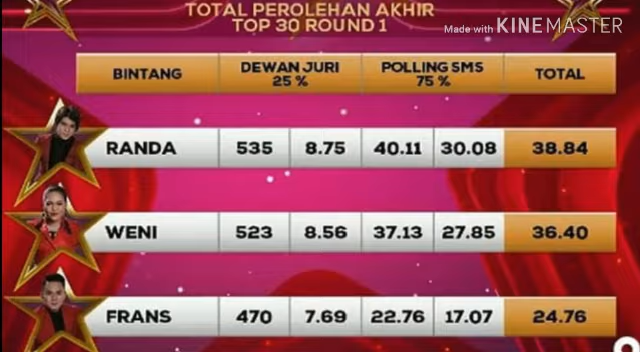 TOTAL PEROLEHAN AKHIR
TOP 30 ROUND 1
Made with KINEMASTER
BINTANG DEWAN JURI 25 % POLLING SMS 75 % TOTAL
RANDA 535 8.75 40.11 30.08 38.84
WENI 523 8.56 37.13 27.85 36.40
FRANS 470 7.69 22.76 17.07 24.76